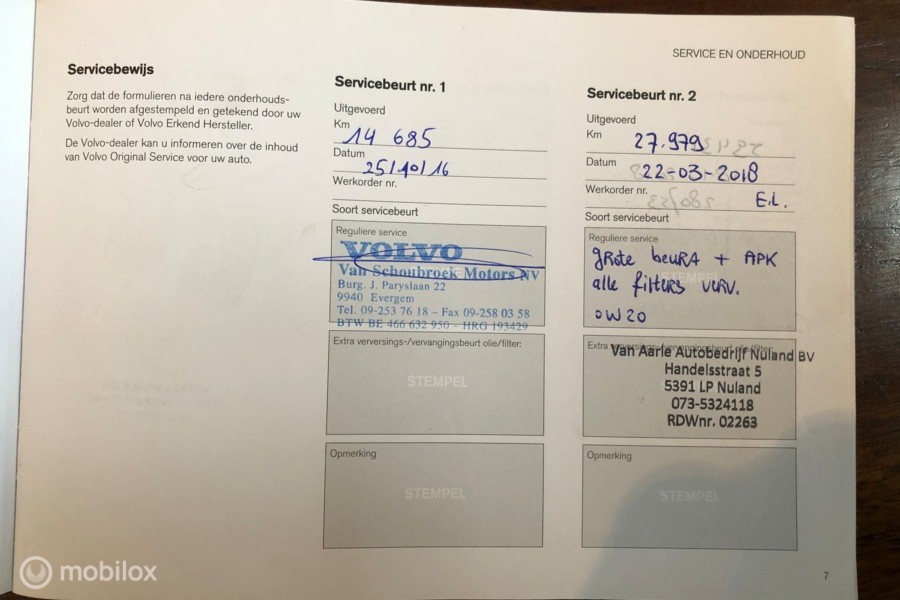 SERVICE EN ONDERHOUD
Servicebewijs
Zorg dat de formulieren na iedere onderhouds-
beurt worden afgestempeld en getekend door uw
Volvo-dealer of Volvo Erkend Hersteller.
De Volvo-dealer kan u informeren over de inhoud
van Volvo Original Service voor uw auto.
Servicebeurt nr. 1
Uitgevoerd
Km
14 685
Datum
25/10/16
Werkorder nr.
Soort servicebeurt
Reguliere service
VOLVO
Van Schoubroek Motors NV
Burg. J. Paryslaan 22
9940 Evergem
Tel. 09-253 76 18 – Fax 09-258 03 58
BTW BE 466 632 950 – HRG 193429
Extra verversings-/vervangingsbeurt olie/filter:
STEMPEL
Opmerking
STEMPEL
Servicebeurt nr. 2
Uitgevoerd
Km
27.979
Datum
22-03-2018
Werkorder nr.
E.L.
Soort servicebeurt
Reguliere service
gRote beuRA + APK
alle filteRS VERV.
0W20
Extra
Van Aarle Autobedrijf Nuland BV
Handelsstraat 5
5391 LP Nuland
073-5324118
RDWnr. 02263
Opmerking
STEMPEL
7
mobilox